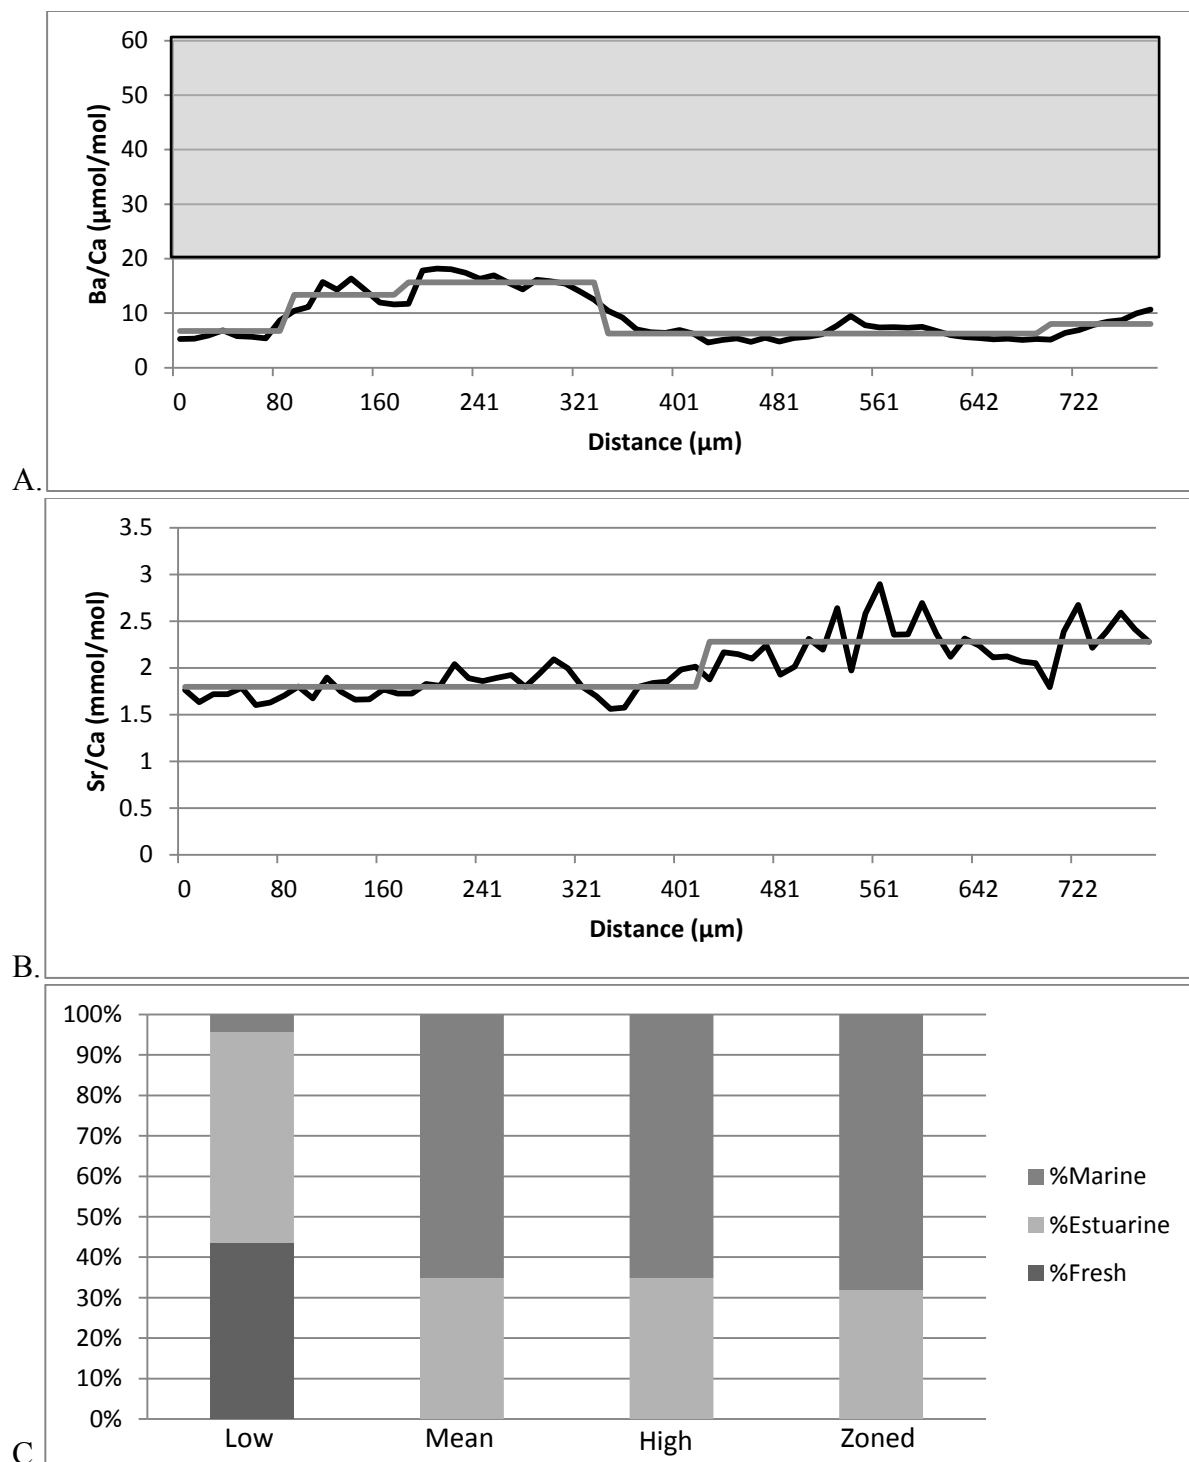 60
50
40
30
20
10
0
Ba/Ca (μmol/mol)
0 80 160 241 321 401 481 561 642 722
Distance (μm)
A.
3.5
3
2.5
2
1.5
1
0.5
0
Sr/Ca (mmol/mol)
0 80 160 241 321 401 481 561 642 722
Distance (μm)
B.
100%
90%
80%
70%
60%
50%
40%
30%
20%
10%
0%
%Marine
%Estuarine
%Fresh
Low Mean High Zoned
C